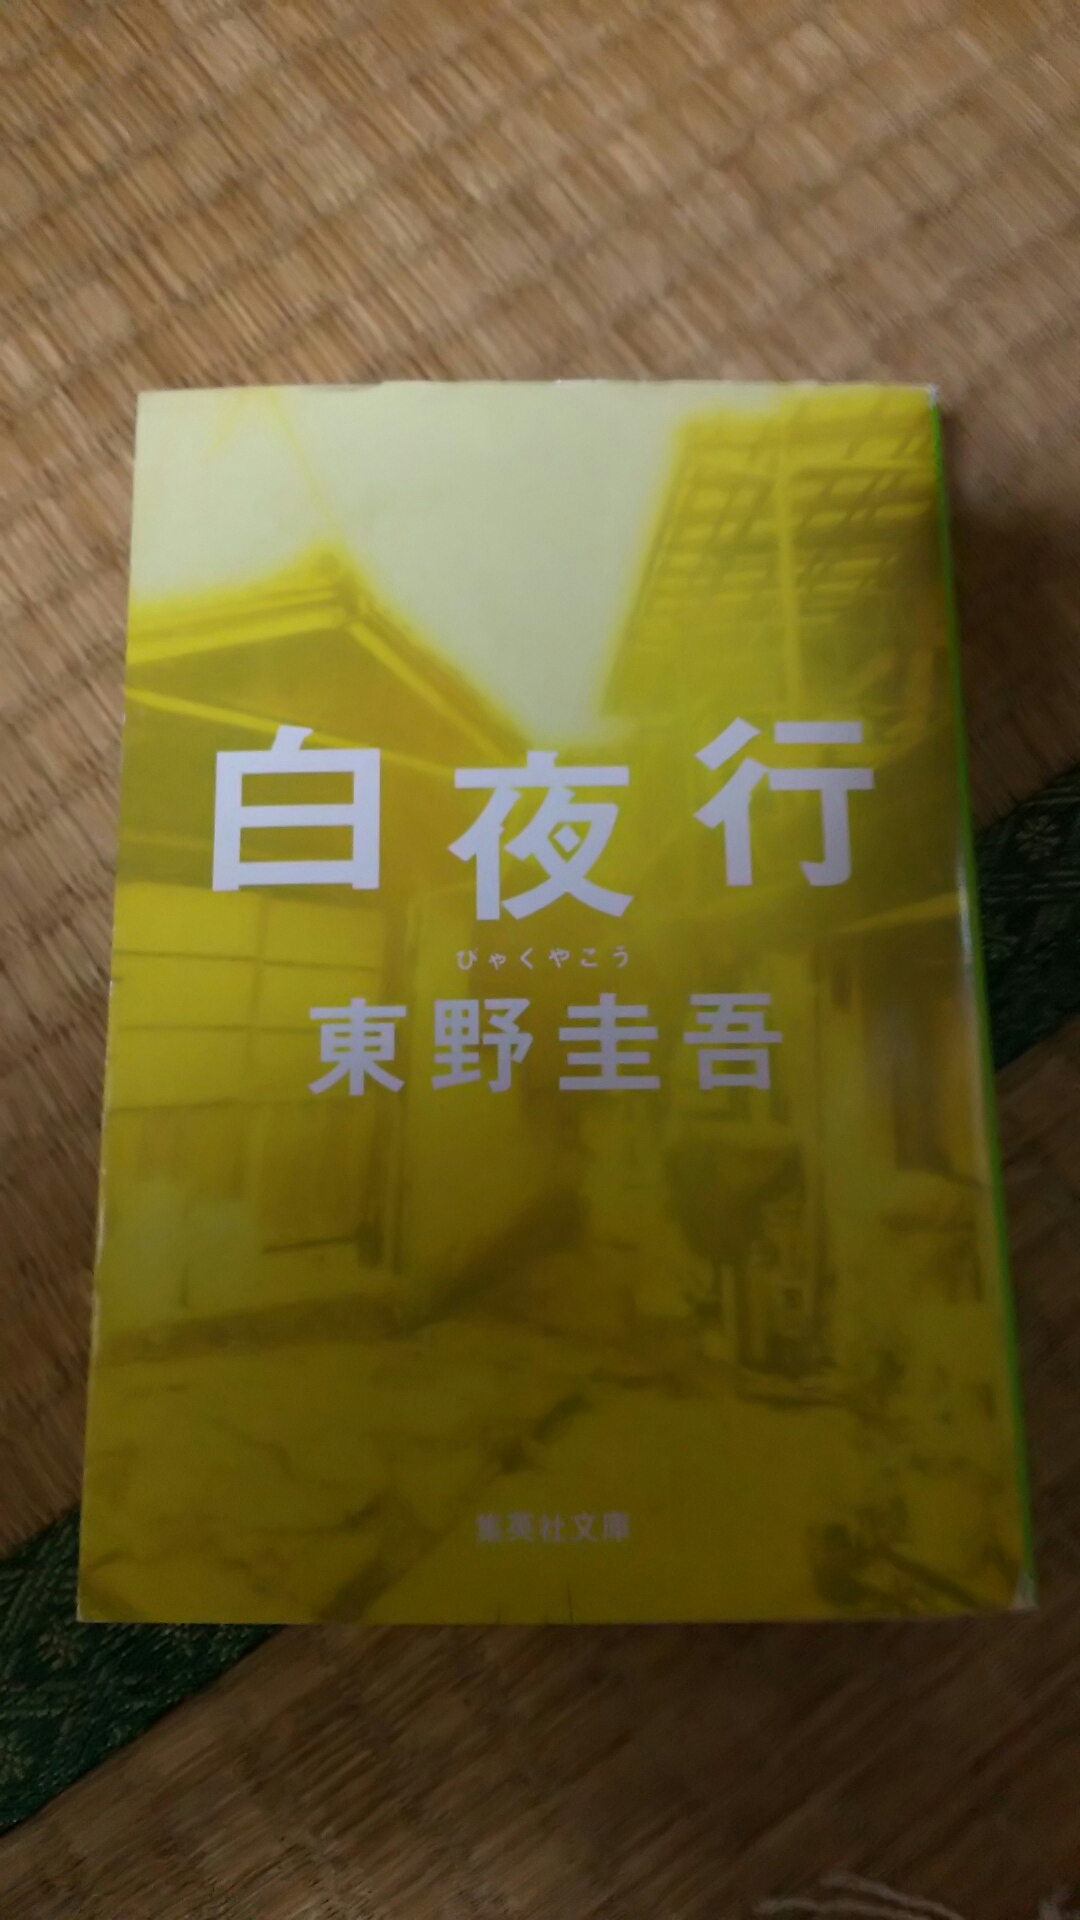 白夜行
びゃくやこう
東野圭吾
集英社文庫